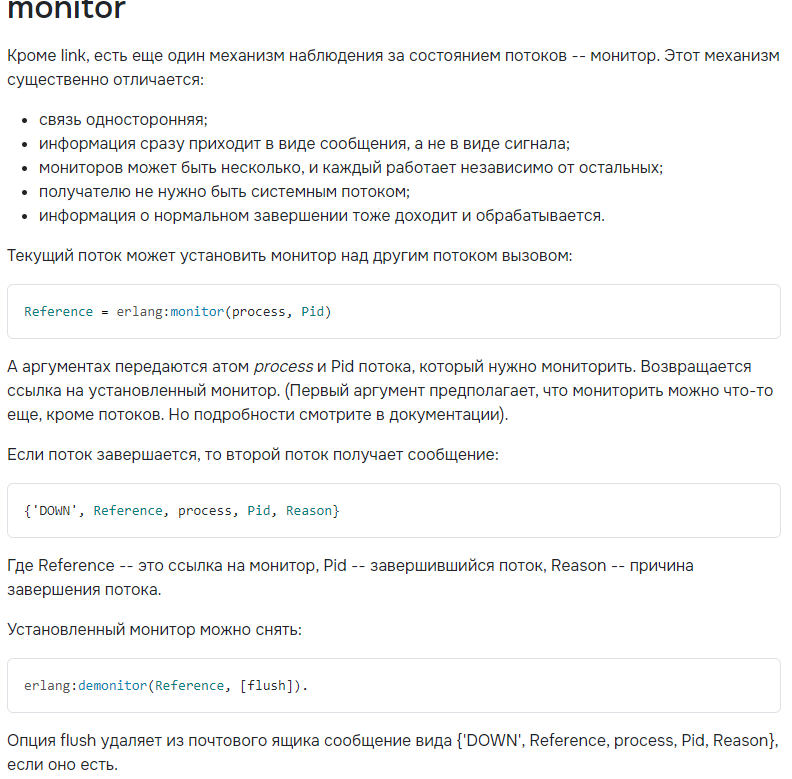 monitor
Кроме link, есть еще один механизм наблюдения за состоянием потоков -- монитор. Этот механизм
существенно отличается:
• связь односторонняя;
• информация сразу приходит в виде сообщения, а не в виде сигнала;
• мониторов может быть несколько, и каждый работает независимо от остальных;
• получателю не нужно быть системным потоком;
• информация о нормальном завершении тоже доходит и обрабатывается.
Текущий поток может установить монитор над другим потоком вызовом:
Reference = erlang:monitor(process, Pid)
А аргументах передаются атом process и Pid потока, который нужно мониторить. Возвращается
ссылка на установленный монитор. (Первый аргумент предполагает, что мониторить можно что-то
еще, кроме потоков. Но подробности смотрите в документации).
Если поток завершается, то второй поток получает сообщение:
{'DOWN', Reference, process, Pid, Reason}
Где Reference -- это ссылка на монитор, Pid -- завершившийся поток, Reason -- причина
завершения потока.
Установленный монитор можно снять:
erlang:demonitor(Reference, [flush]).
Опция flush удаляет из почтового ящика сообщение вида {'DOWN', Reference, process, Pid, Reason},
если оно есть.